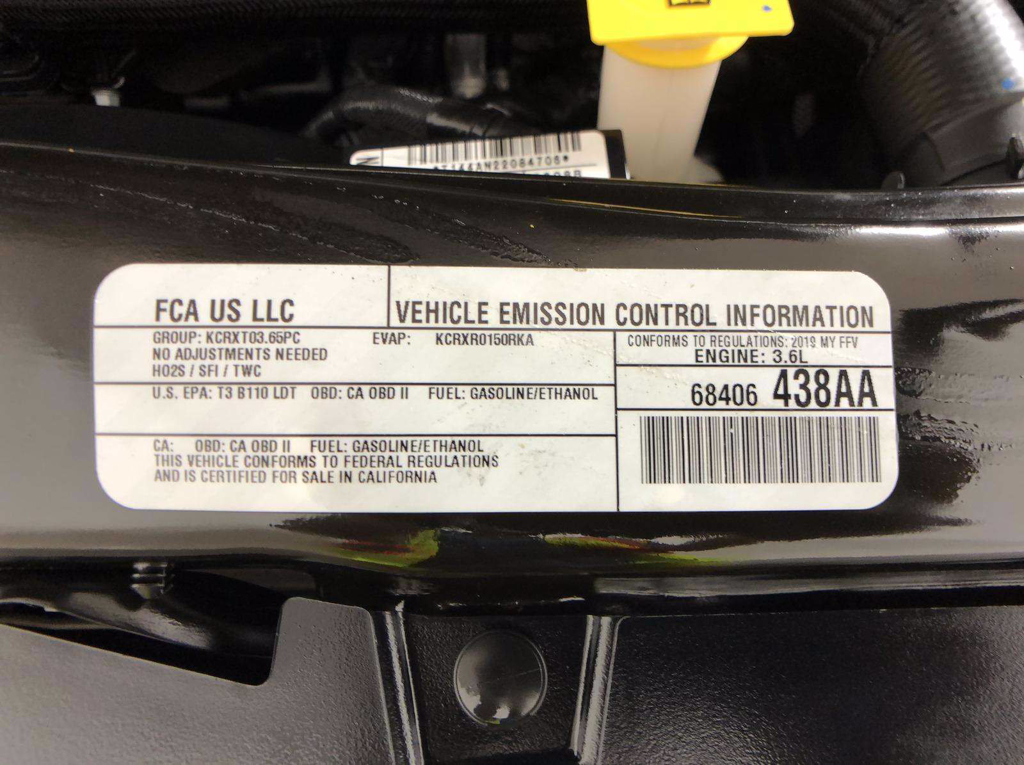 22084706*
FCA US LLC
VEHICLE EMISSION CONTROL INFORMATION
GROUP: KCRXT03.65PC EVAP: KCRXR0150RKA
NO ADJUSTMENTS NEEDED
HO2S / SFI / TWC
CONFORMS TO REGULATIONS: 2019 MY FFV
ENGINE: 3.6L
U.S. EPA: T3 B110 LDT OBD: CA OBD II FUEL: GASOLINE/ETHANOL
68406 438AA
CA: OBD: CA OBD II FUEL: GASOLINE/ETHANOL
THIS VEHICLE CONFORMS TO FEDERAL REGULATIONS
AND IS CERTIFIED FOR SALE IN CALIFORNIA